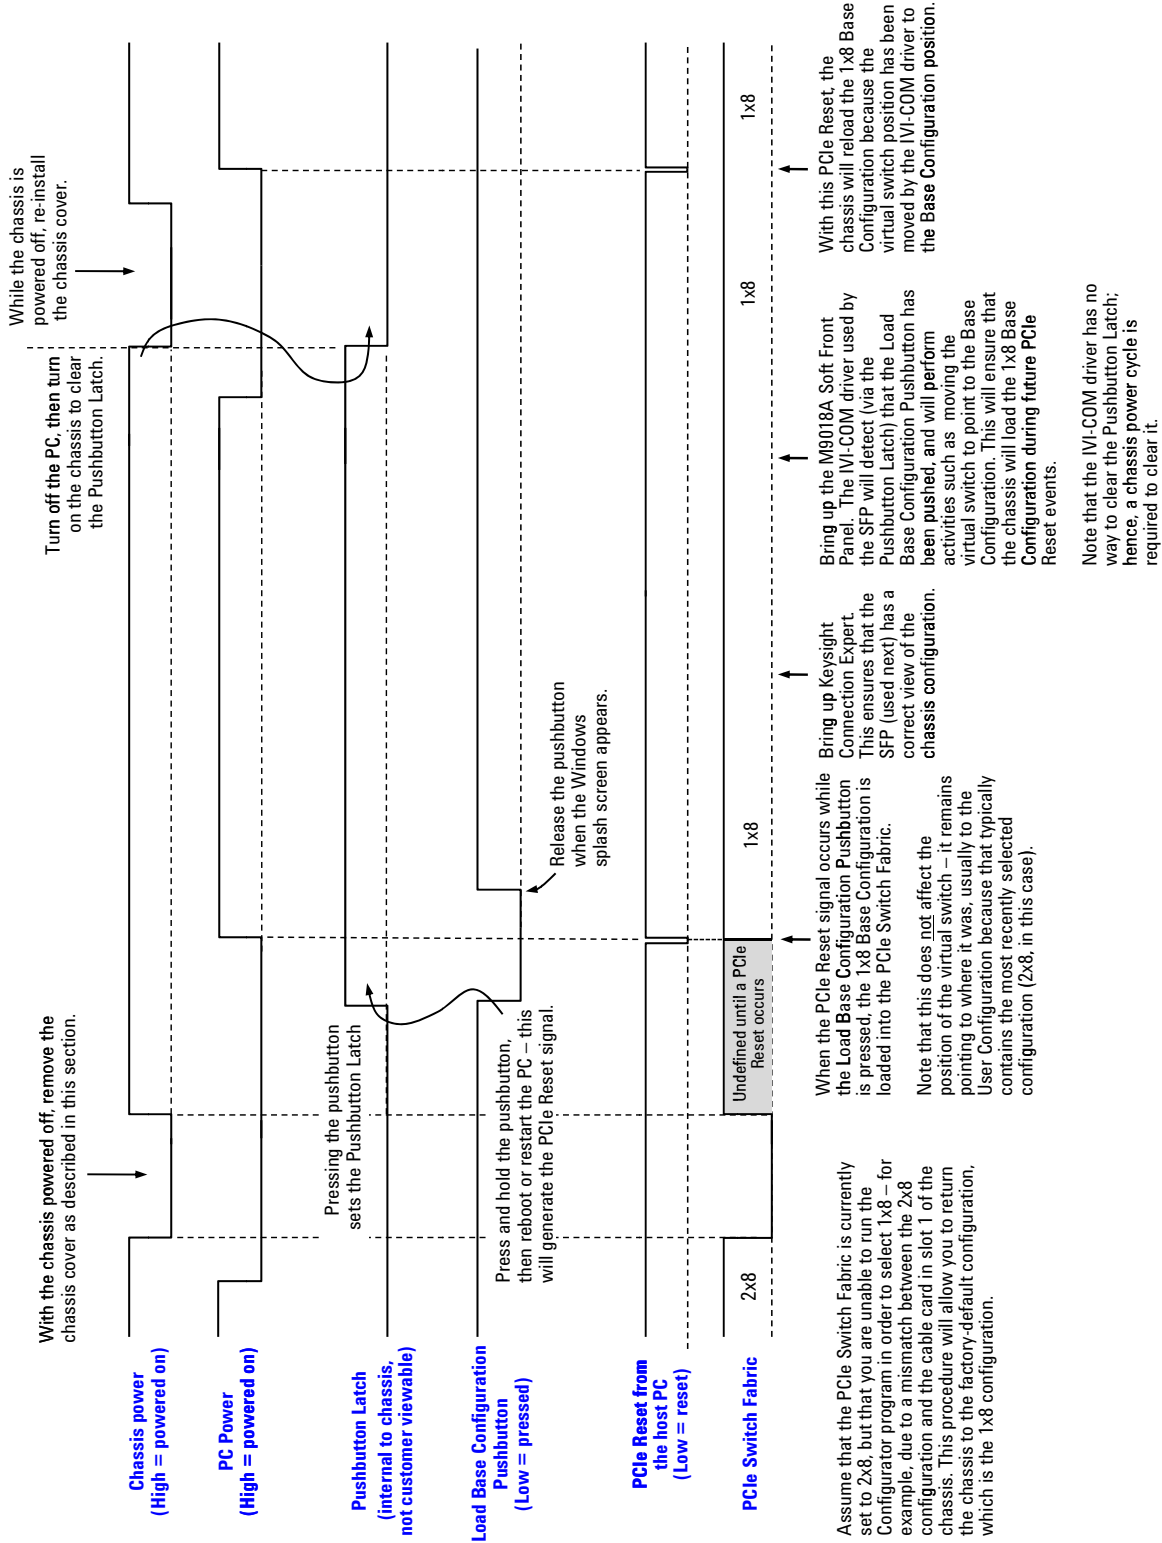 With the chassis powered off, remove the
chassis cover as described in this section.
Turn off the PC, then turn
on the chassis to clear
the Pushbutton Latch.
While the chassis is
powered off, re-install
the chassis cover.
Chassis power
(High = powered on)
PC Power
(High = powered on)
Pushbutton Latch
(internal to chassis,
not customer viewable)
Pressing the pushbutton
sets the Pushbutton Latch
Load Base Configuration
Pushbutton
(Low = pressed)
Press and hold the pushbutton,
then reboot or restart the PC – this
will generate the PCIe Reset signal.
Release the pushbutton
when the Windows
splash screen appears.
PCIe Reset from
the host PC
(Low = reset)
PCIe Switch Fabric
2x8
Undefined until a PCIe
Reset occurs
1x8
1x8
1x8
Assume that the PCIe Switch Fabric is currently
set to 2x8, but that you are unable to run the
Configurator program in order to select 1x8 – for
example, due to a mismatch between the 2x8
configuration and the cable card in slot 1 of the
chassis. This procedure will allow you to return
the chassis to the factory-default configuration,
which is the 1x8 configuration.
When the PCIe Reset signal occurs while
the Load Base Configuration Pushbutton
is pressed, the 1x8 Base Configuration is
loaded into the PCIe Switch Fabric.
Note that this does not affect the
position of the virtual switch – it remains
pointing to where it was, usually to the
User Configuration because that typically
contains the most recently selected
configuration (2x8, in this case).
Bring up Keysight
Connection Expert.
This ensures that the
SFP (used next) has a
correct view of the
chassis configuration.
Bring up the M9018A Soft Front
Panel. The IVI-COM driver used by
the SFP will detect (via the
Pushbutton Latch) that the Load
Base Configuration Pushbutton has
been pushed, and will perform
activities such as moving the
virtual switch to point to the Base
Configuration. This will ensure that
the chassis will load the 1x8 Base
Configuration during future PCIe
Reset events.
Note that the IVI-COM driver has no
way to clear the Pushbutton Latch;
hence, a chassis power cycle is
required to clear it.
With this PCIe Reset, the
chassis will reload the 1x8 Base
Configuration because the
virtual switch position has been
moved by the IVI-COM driver to
the Base Configuration position.